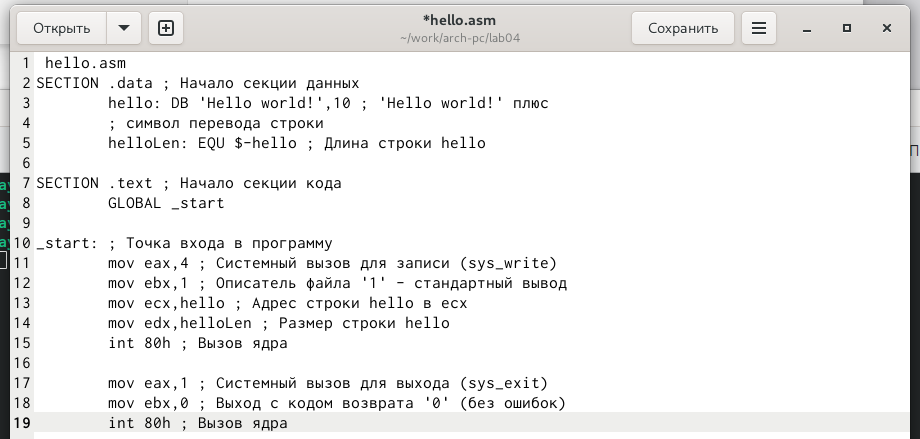 Открыть
*hello.asm
~/work/arch-pc/lab04
Сохранить
1 hello.asm
2 SECTION .data ; Начало секции данных
3 hello: DB 'Hello world!',10 ; 'Hello world!' плюс
4 ; символ перевода строки
5 helloLen: EQU $-hello ; Длина строки hello
6
7 SECTION .text ; Начало секции кода
8 GLOBAL _start
9
10 _start: ; Точка входа в программу
11 mov eax,4 ; Системный вызов для записи (sys_write)
12 mov ebx,1 ; Описатель файла '1' - стандартный вывод
13 mov ecx,hello ; Адрес строки hello в ecx
14 mov edx,helloLen ; Размер строки hello
15 int 80h ; Вызов ядра
16
17 mov eax,1 ; Системный вызов для выхода (sys_exit)
18 mov ebx,0 ; Выход с кодом возврата '0' (без ошибок)
19 int 80h ; Вызов ядра